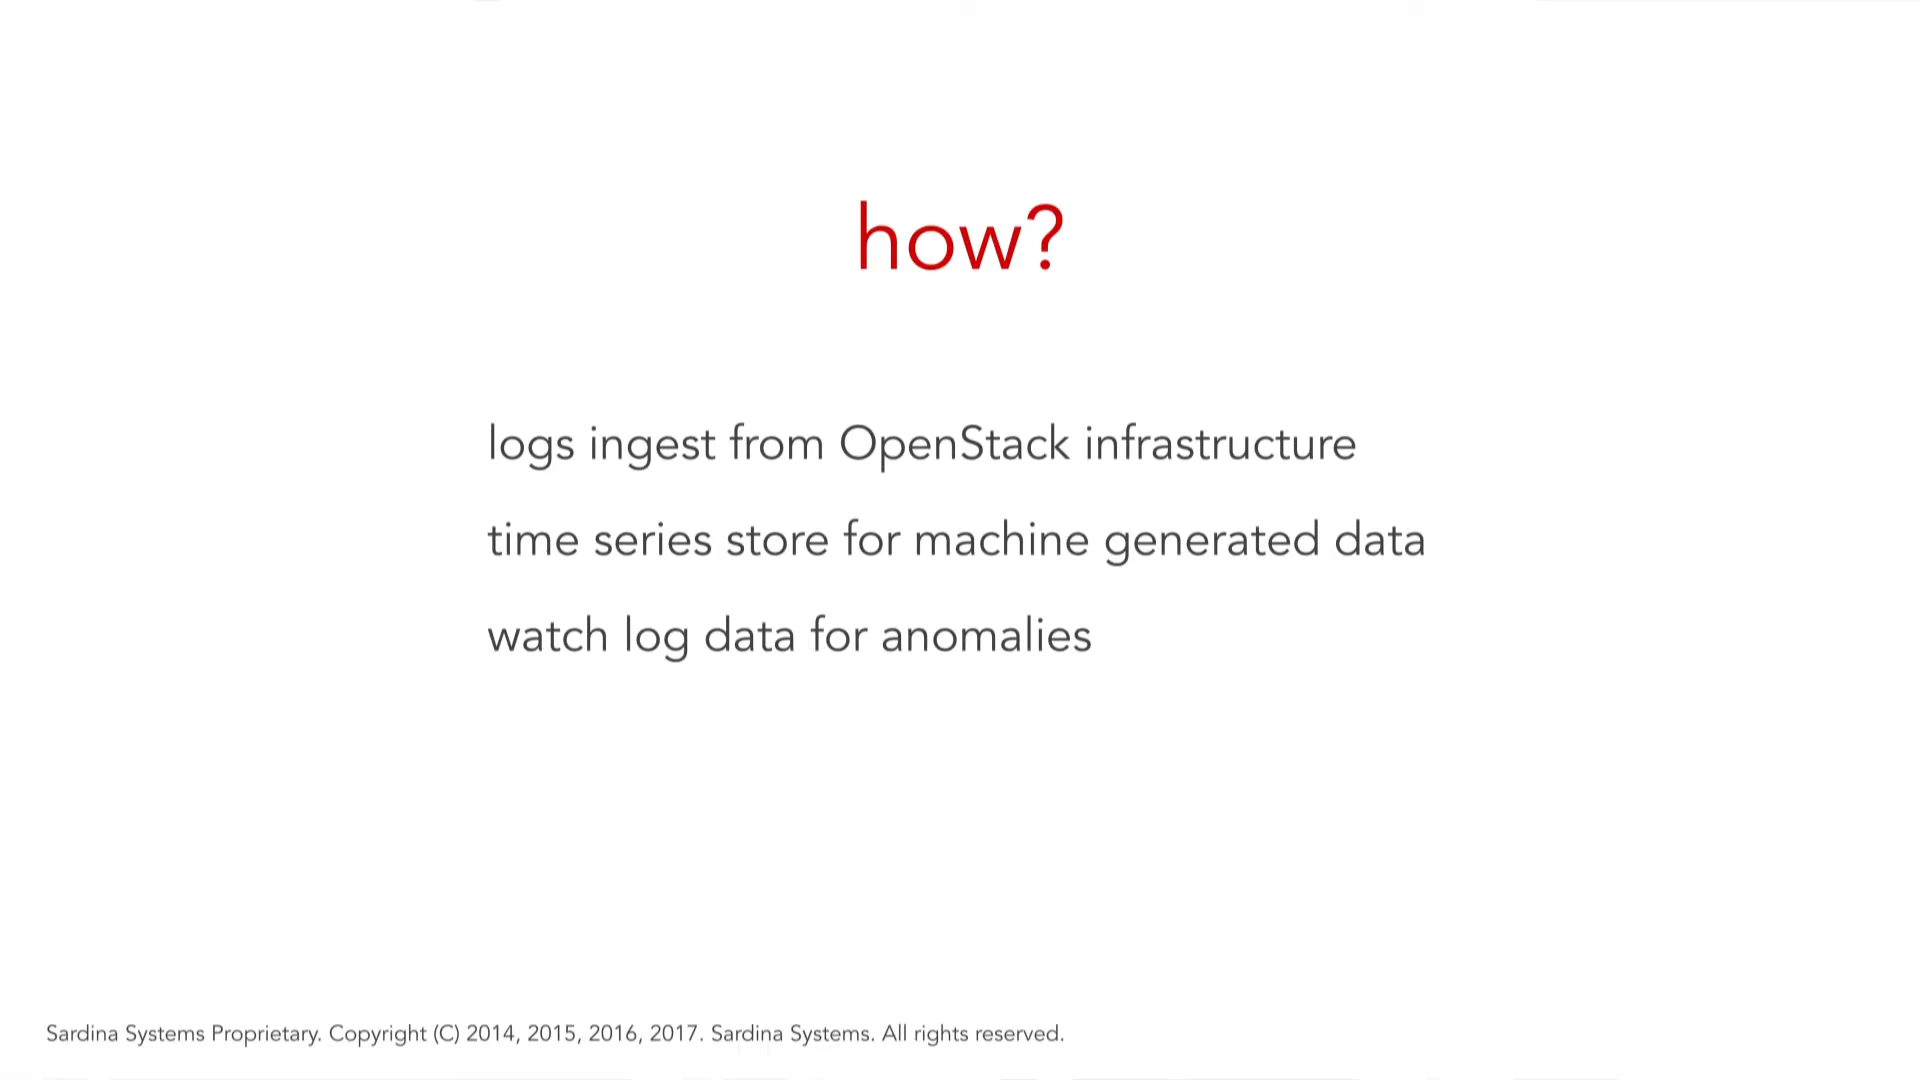 how?
logs ingest from OpenStack infrastructure
time series store for machine generated data
watch log data for anomalies
Sardina Systems Proprietary. Copyright (C) 2014, 2015, 2016, 2017. Sardina Systems. All rights reserved.